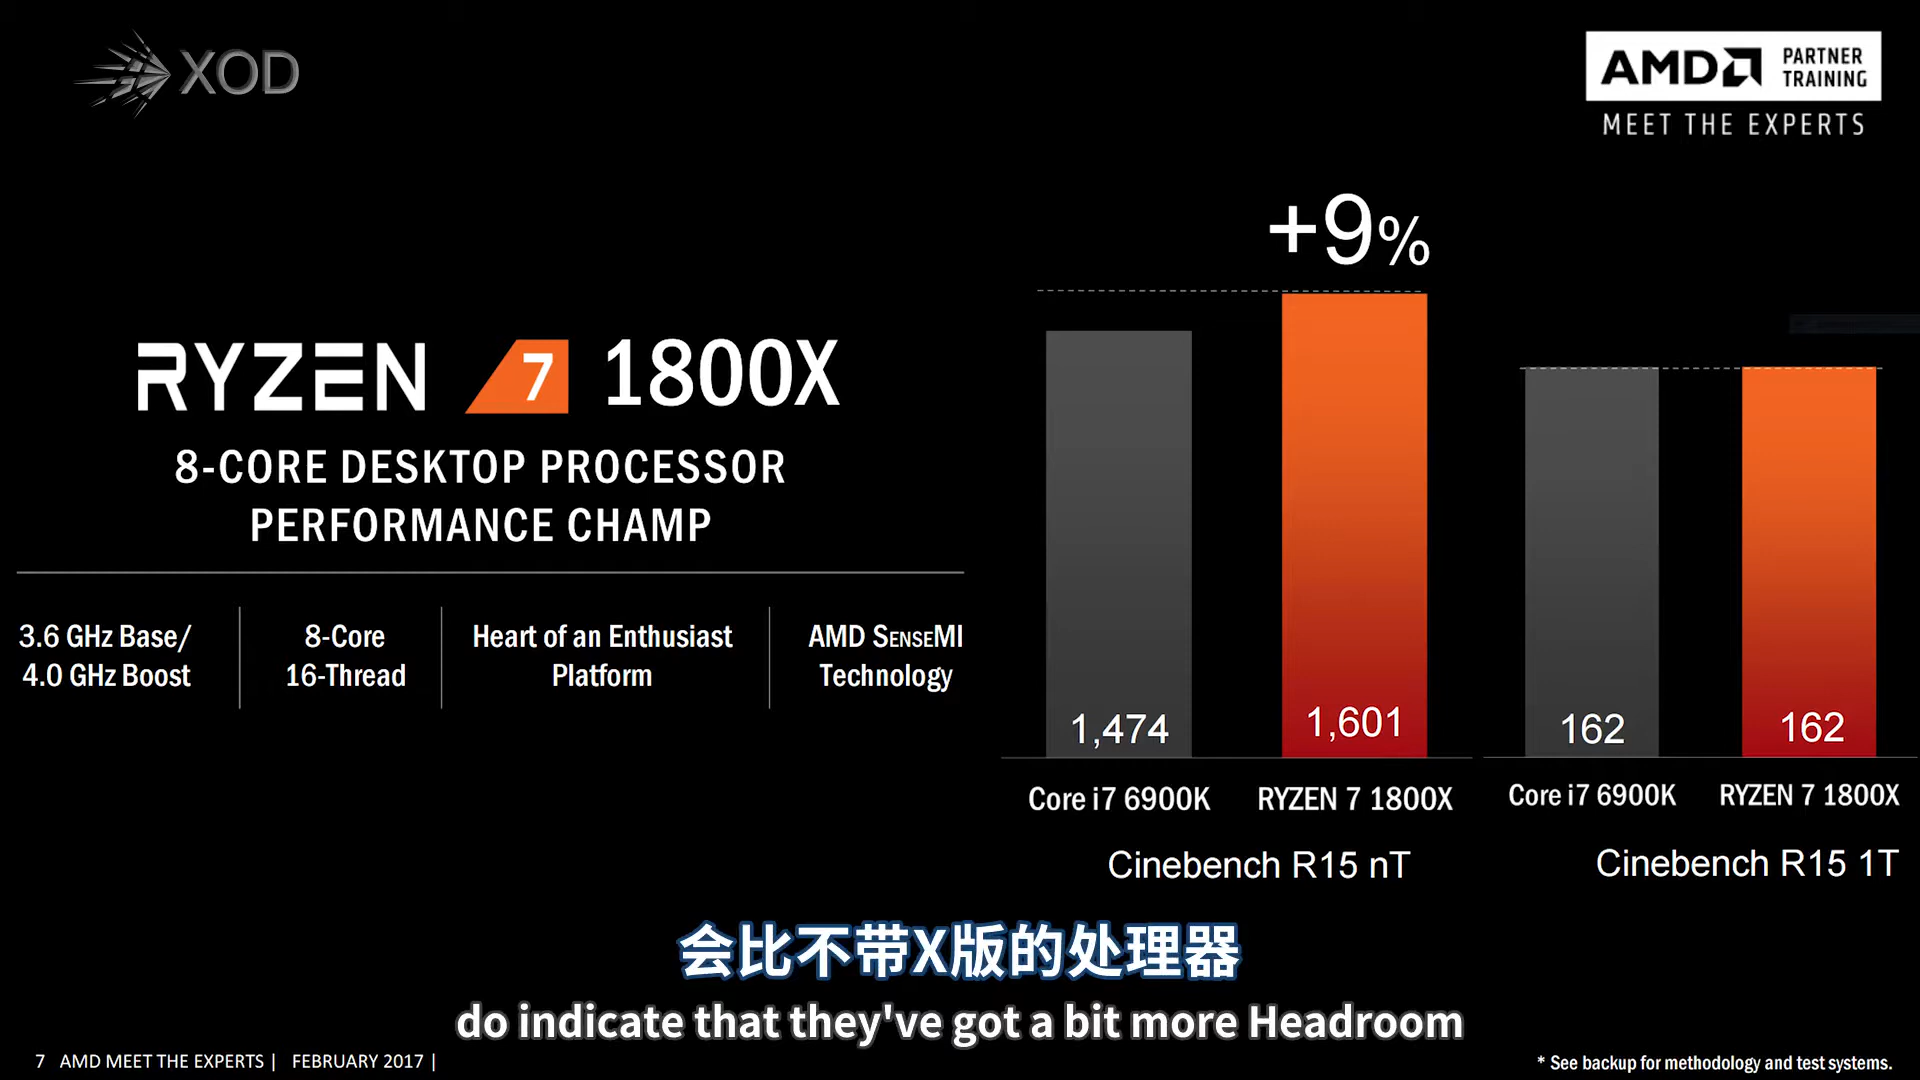 XOD
AMD PARTNER TRAINING
MEET THE EXPERTS
RYZEN 7 1800X
8-CORE DESKTOP PROCESSOR
PERFORMANCE CHAMP
3.6 GHz Base/
4.0 GHz Boost
8-Core
16-Thread
Heart of an Enthusiast
Platform
AMD SENSEMI
Technology
+9%
1,474
1,601
Core i7 6900K
RYZEN 7 1800X
Cinebench R15 nT
162
162
Core i7 6900K
RYZEN 7 1800X
Cinebench R15 1T
会比不带X版的处理器
do indicate that they've got a bit more Headroom
7 AMD MEET THE EXPERTS | FEBRUARY 2017 |
* See backup for methodology and test systems.